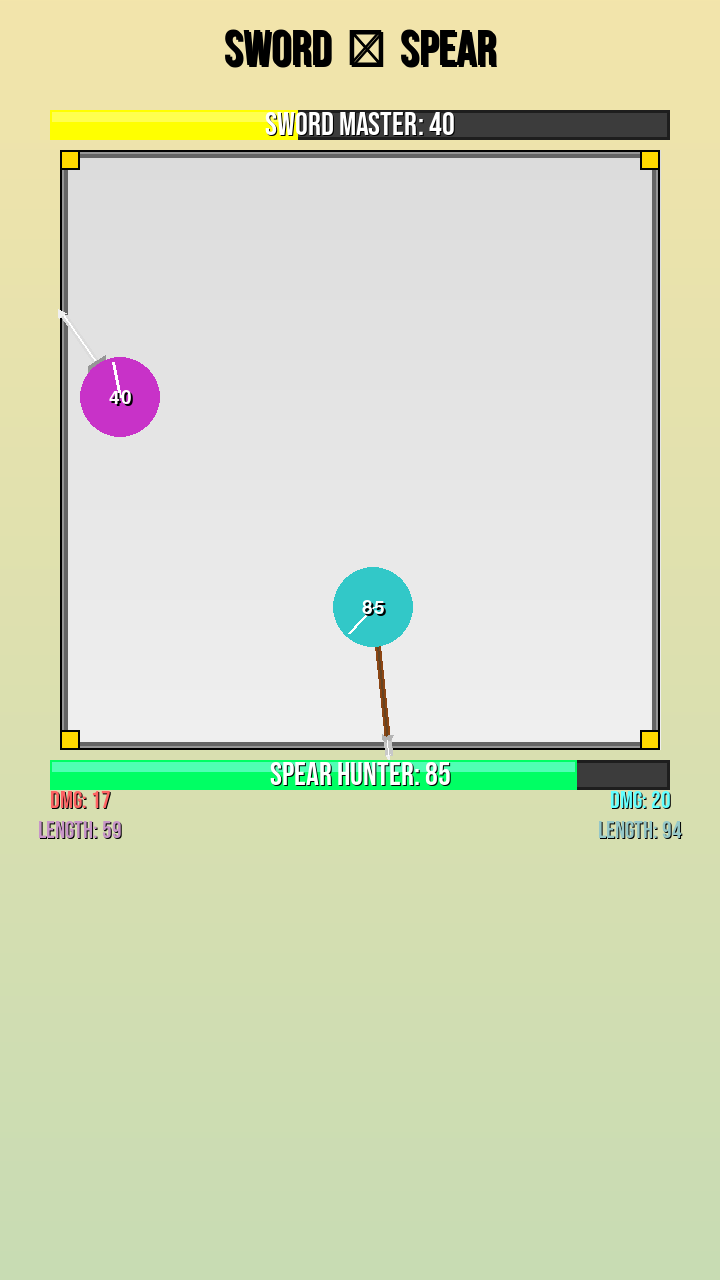 SWORD SPEAR
SWORD MASTER: 40
40
85
SPEAR HUNTER: 85
DMG: 17 DMG: 20
LENGTH: 59 LENGTH: 94